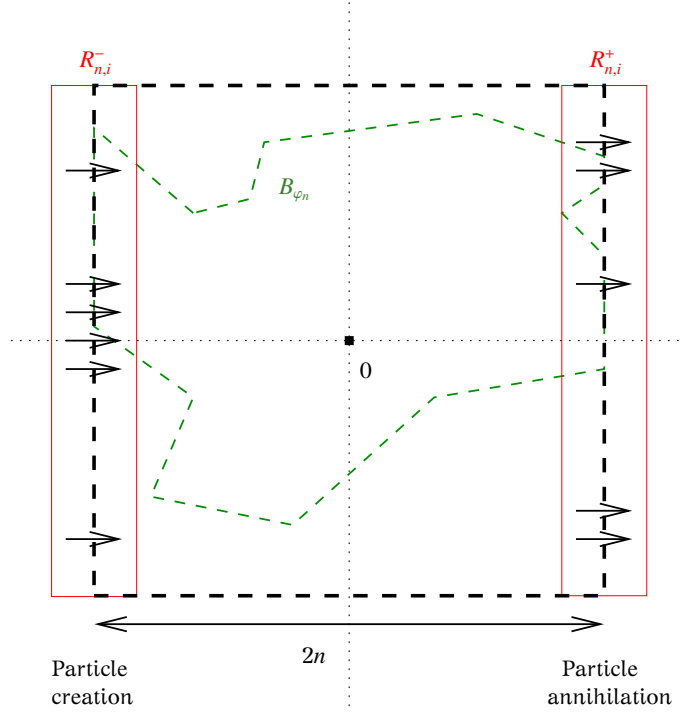 R⁻ₙ,ᵢ
R⁺ₙ,ᵢ
B_φₙ
0
2n
Particle
creation
Particle
annihilation